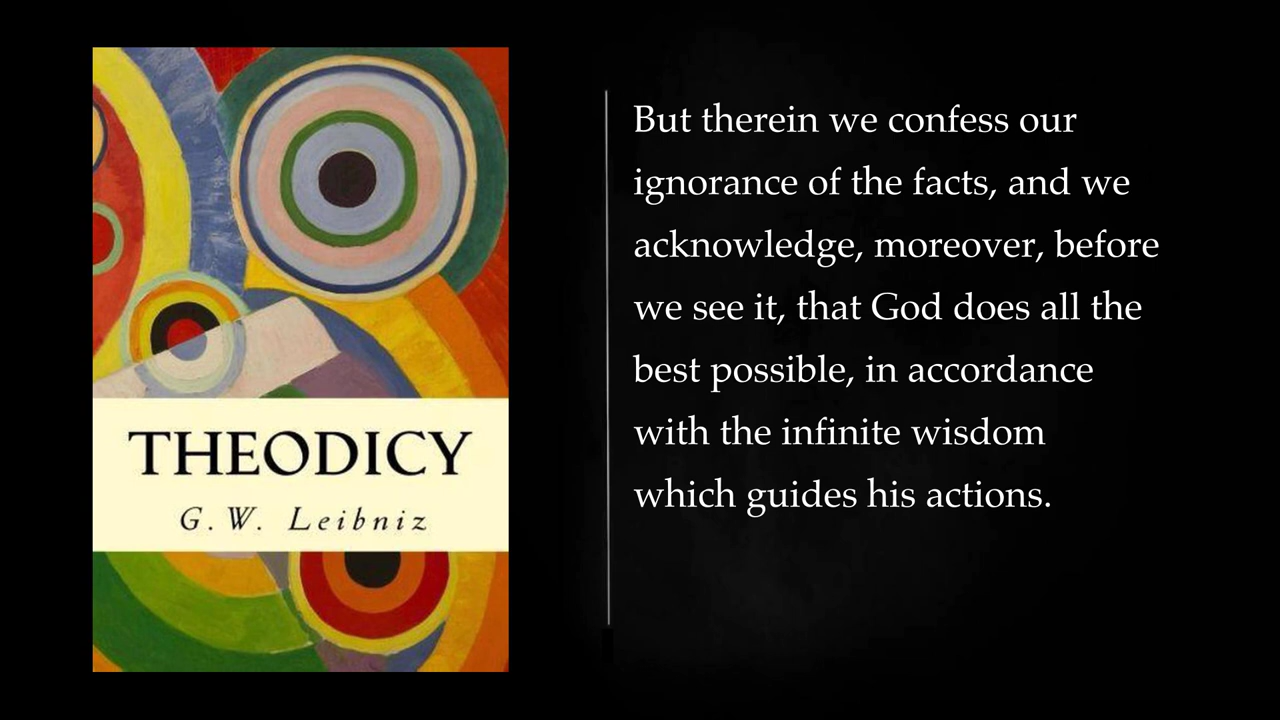 THEODICY
G.W. Leibniz
But therein we confess our
ignorance of the facts, and we
acknowledge, moreover, before
we see it, that God does all the
best possible, in accordance
with the infinite wisdom
which guides his actions.